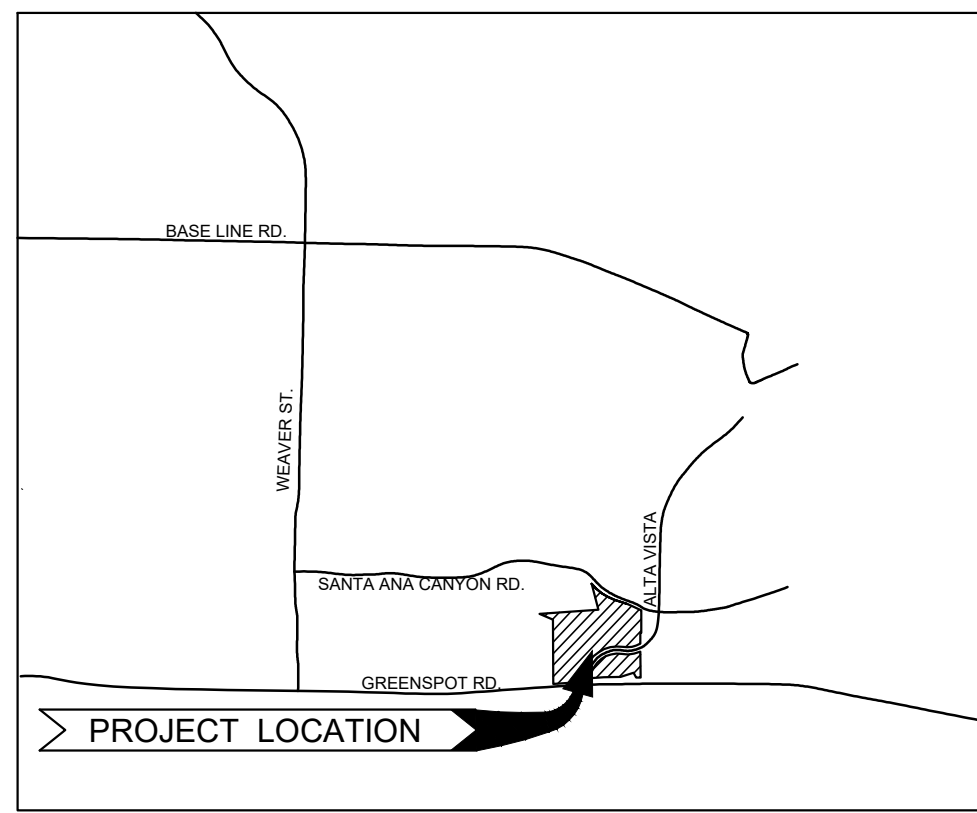 BASE LINE RD.
WEAVER ST.
ALTA VISTA
SANTA ANA CANYON RD.
GREENSPOT RD.
PROJECT LOCATION